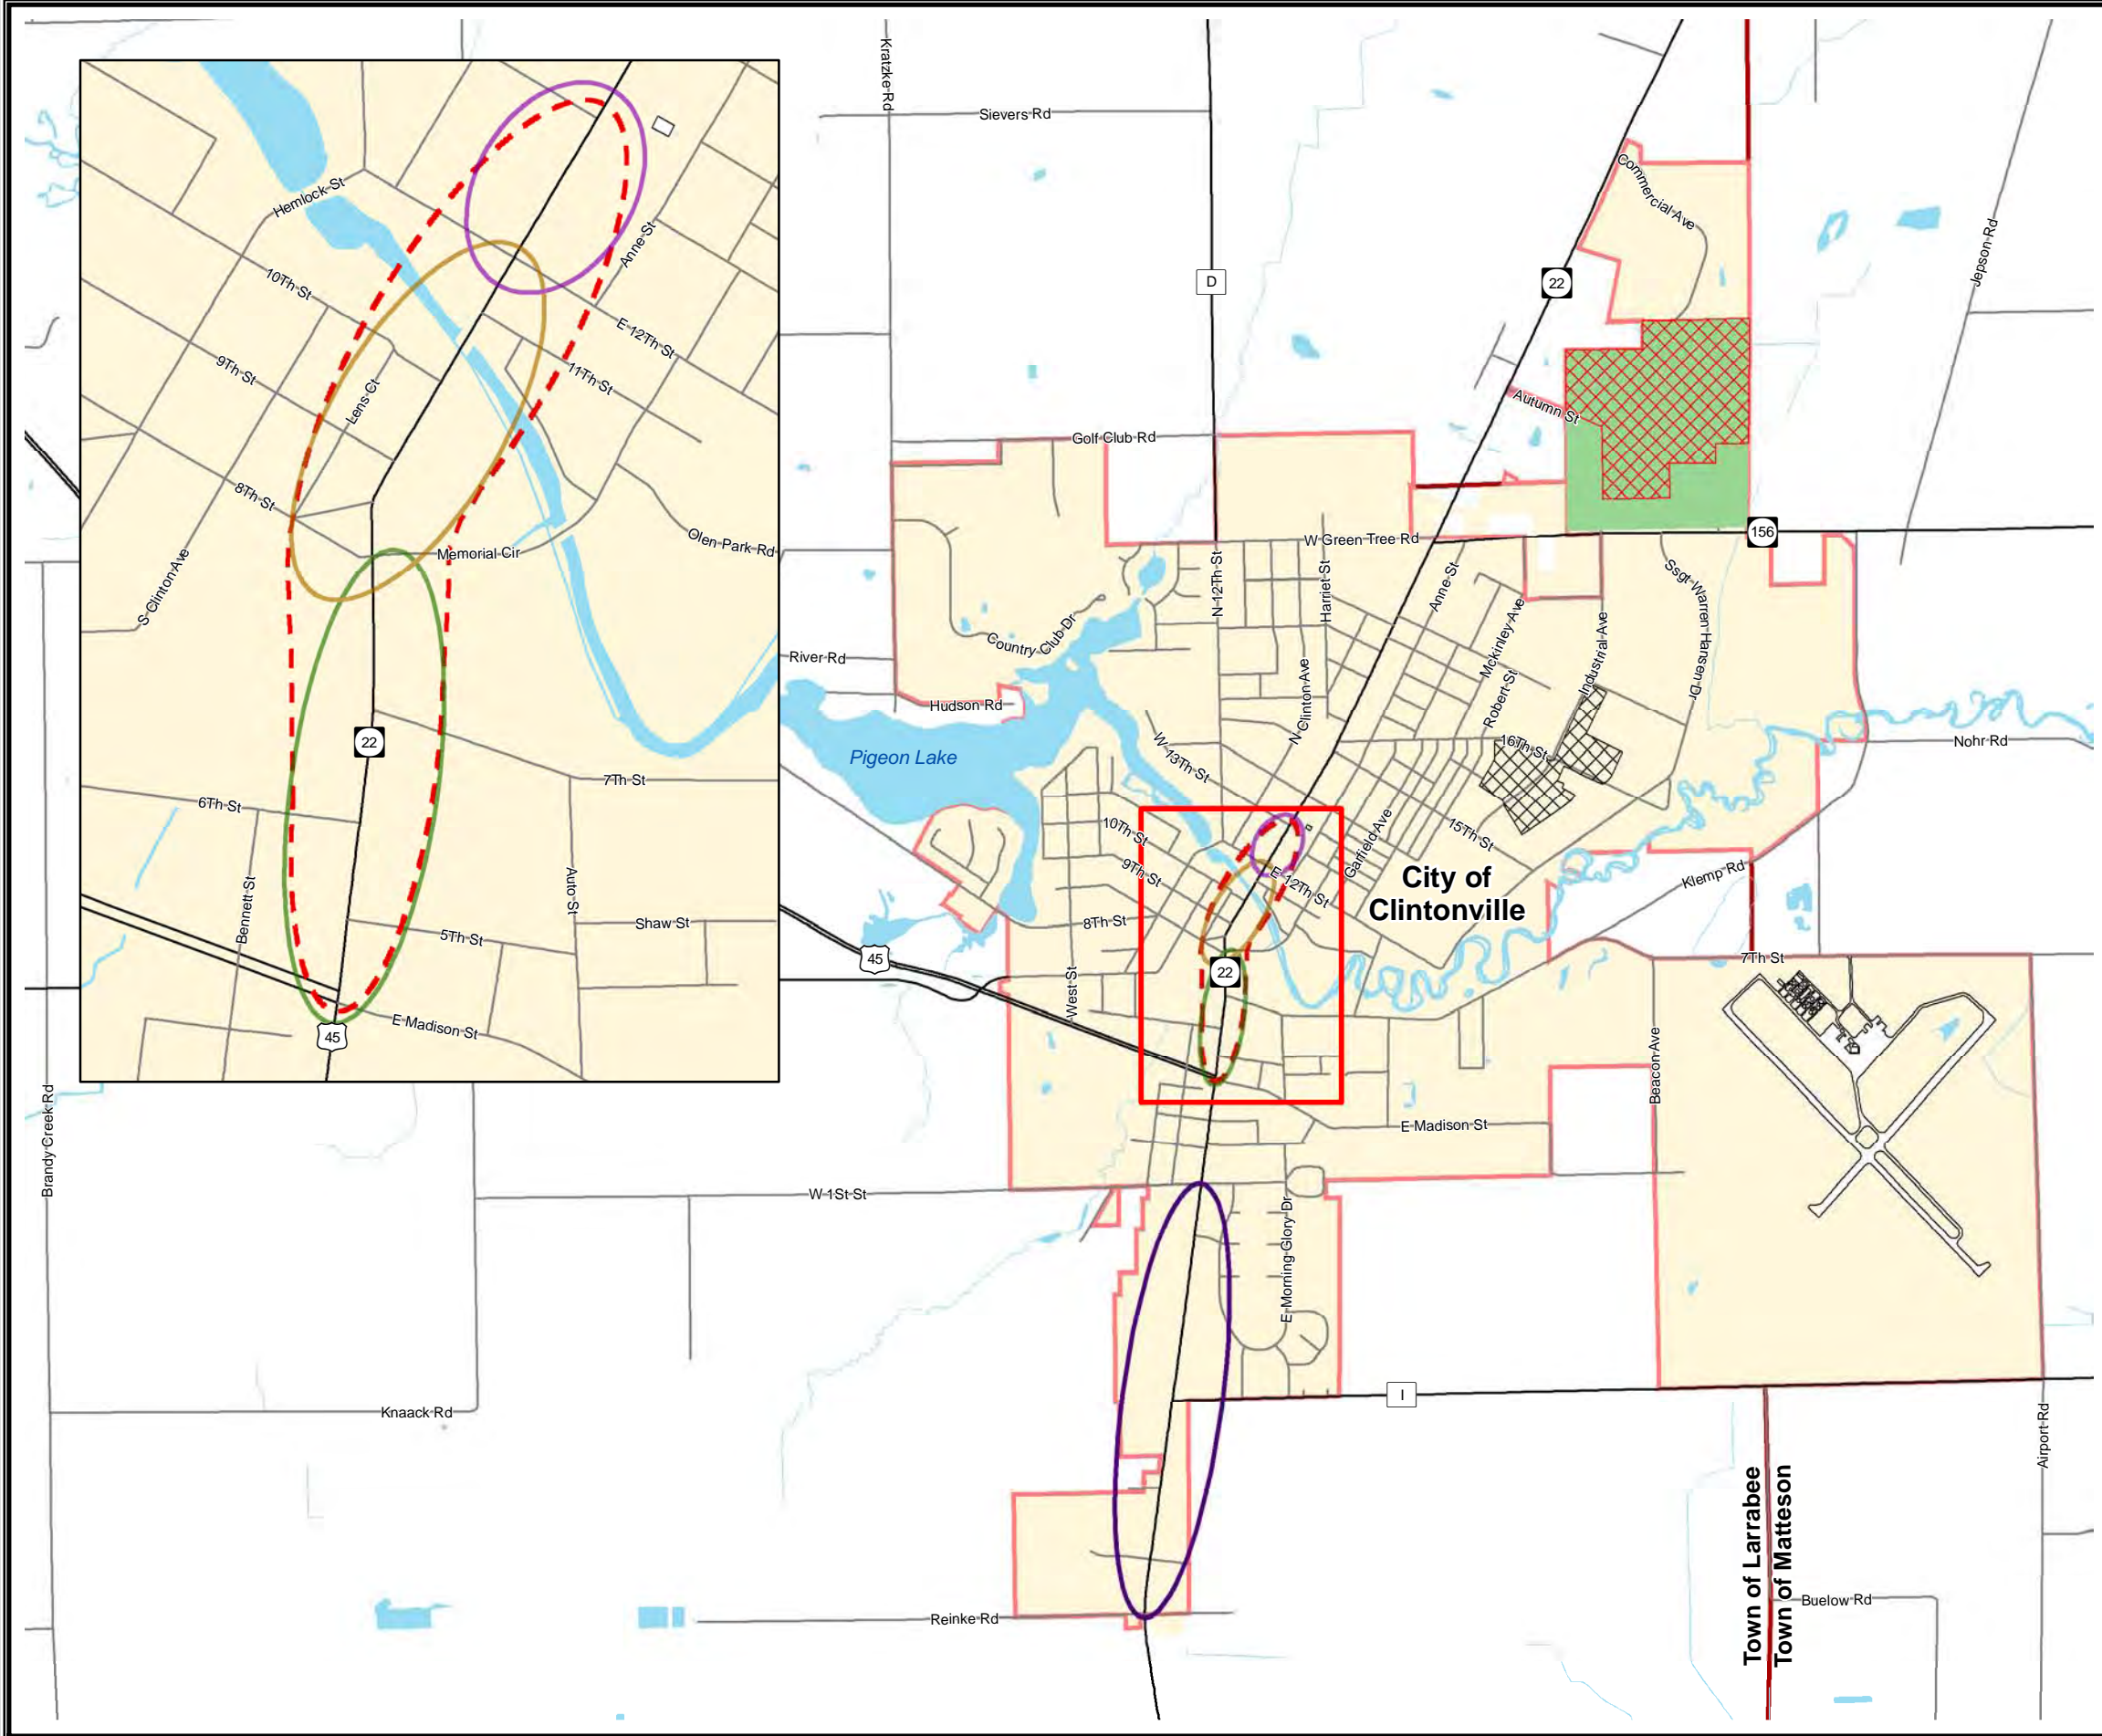 Hemlock St
10Th St
9Th St
Lens Ct
8Th St
S Clinton Ave
Anne St
E 12Th St
11Th St
Olen Park Rd
Memorial Cir
22
7Th St
6Th St
Bennett St
Auto St
5Th St
Shaw St
E Madison St
45
Kratzke Rd
Sievers Rd
D
22
Commercial Ave
Jepson Rd
Autumn St
Golf Club Rd
W Green Tree Rd
156
N 12Th St
Harriet St
Anne St
Mckinley Ave
Industrial Ave
Ssgt Warren Hansen Dr
Country Club Dr
River Rd
Hudson Rd
N Clinton Ave
Robert St
16Th St
Nohr Rd
Pigeon Lake
W 13Th St
10Th St
9Th St
8Th St
E 12Th St
Garfield Ave
15Th St
City of
Clintonville
Klemp Rd
7Th St
45
22
West St
Beacon Ave
E Madison St
Brandy Creek Rd
W 1St St
E Morning Glory Dr
I
Knaack Rd
Airport Rd
Town of Larrabee
Town of Matteson
Buelow Rd
Reinke Rd